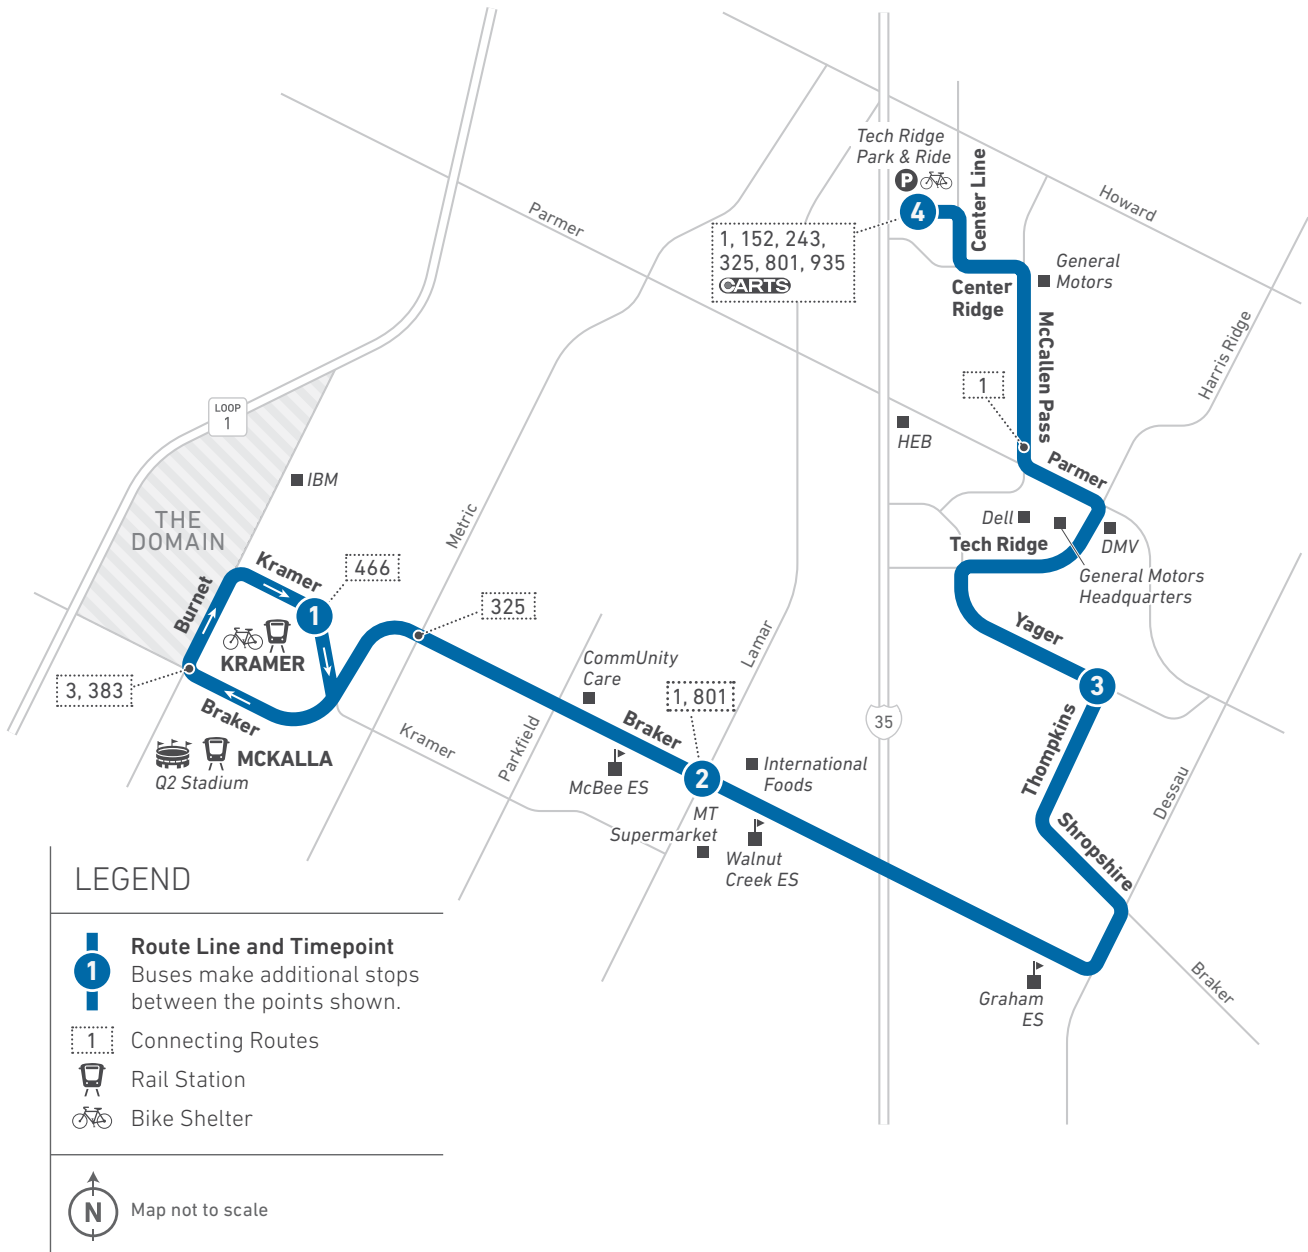 Tech Ridge
Park & Ride
P
4
Center Line
Howard
Parmer
1, 152, 243,
325, 801, 935
CARTS
General
Motors
Center
Ridge
McCallen Pass
Harris Ridge
1
LOOP
1
HEB
Parmer
IBM
Metric
THE
DOMAIN
Dell
Tech Ridge
DMV
General Motors
Headquarters
Kramer
466
Burnet
1
325
Yager
KRAMER
CommUnity
Care
Lamar
3, 383
3
1, 801
Braker
Kramer
Braker
35
Thompkins
MCKALLA
Q2 Stadium
Parkfield
McBee ES
2
International
Foods
Dessau
MT
Supermarket
Walnut
Creek ES
Shropshire
Graham
ES
Braker
LEGEND
1
Route Line and Timepoint
Buses make additional stops
between the points shown.
1
Connecting Routes
Rail Station
Bike Shelter
N
Map not to scale